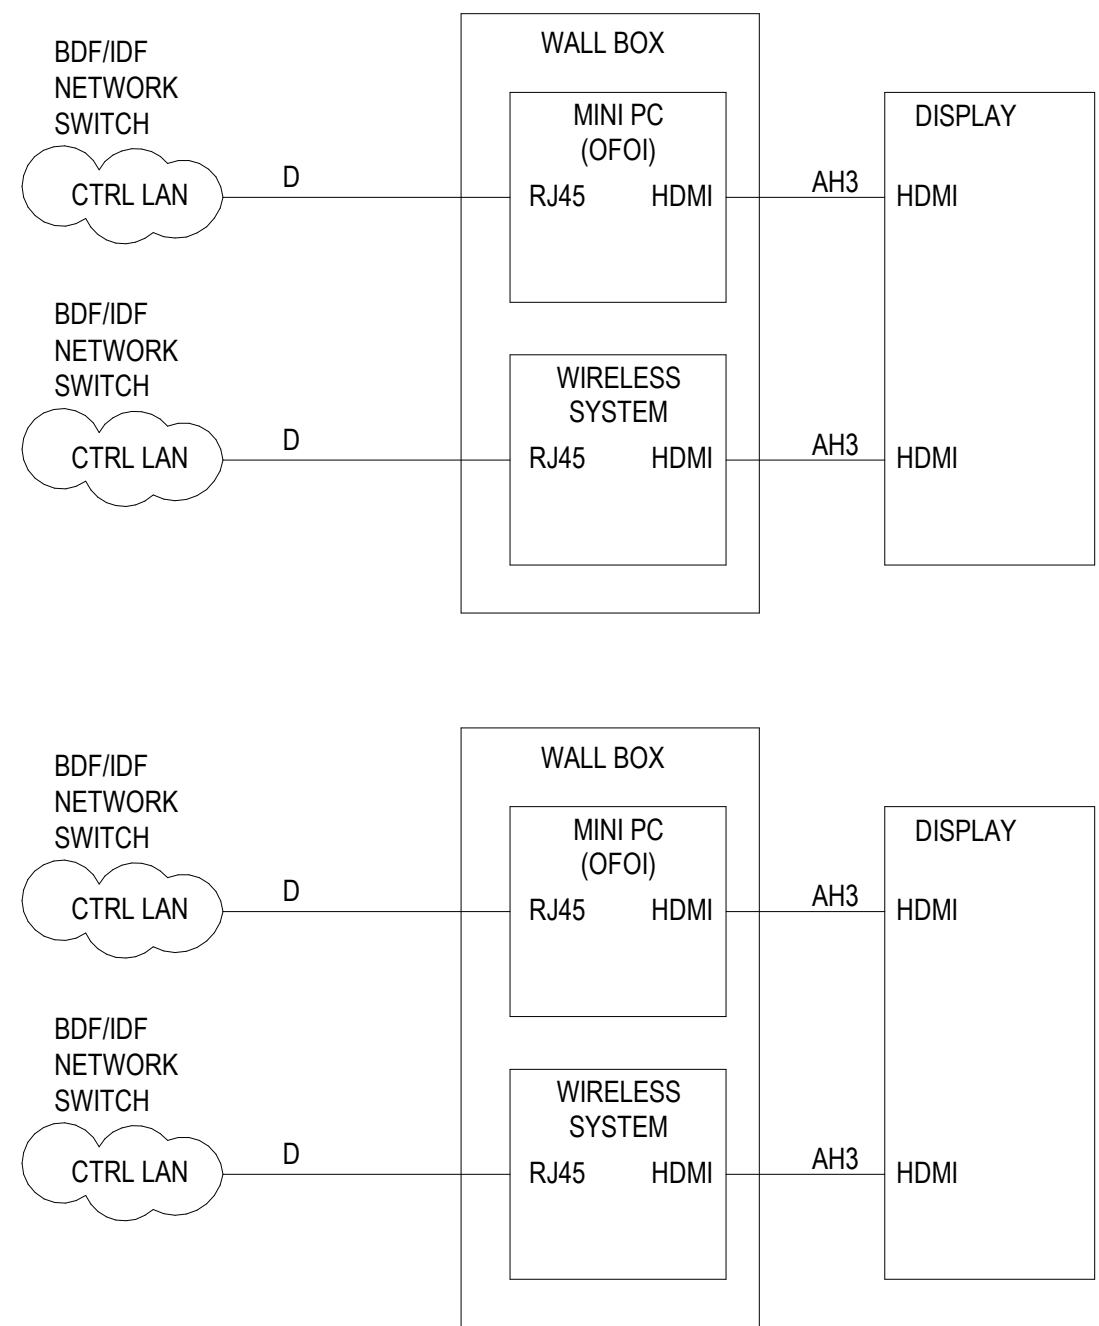 BDF/IDF
NETWORK
SWITCH
CTRL LAN
D
WALL BOX
MINI PC
(OFOI)
RJ45 HDMI
AH3
DISPLAY
HDMI
BDF/IDF
NETWORK
SWITCH
CTRL LAN
D
WIRELESS
SYSTEM
RJ45 HDMI
AH3
HDMI
BDF/IDF
NETWORK
SWITCH
CTRL LAN
D
WALL BOX
MINI PC
(OFOI)
RJ45 HDMI
AH3
DISPLAY
HDMI
BDF/IDF
NETWORK
SWITCH
CTRL LAN
D
WIRELESS
SYSTEM
RJ45 HDMI
AH3
HDMI